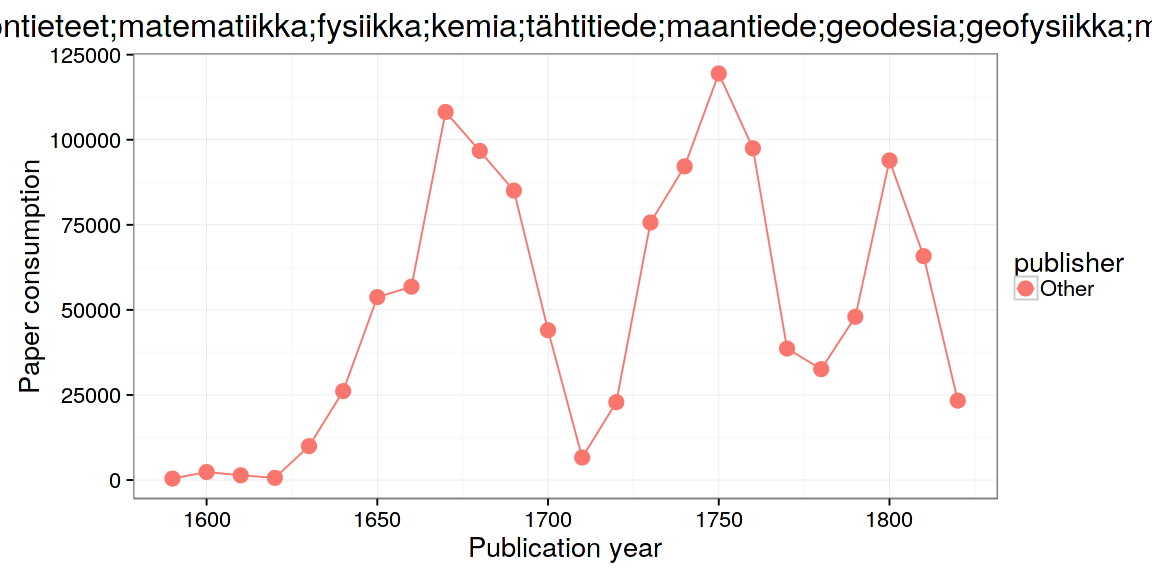 ntieteet;matematiikka;fysiikka;kemia;tähtitiede;maantiede;geodesia;geofysiikka;m
125000
100000
75000
50000
25000
0
Paper consumption
1600 1650 1700 1750 1800
Publication year
publisher
Other